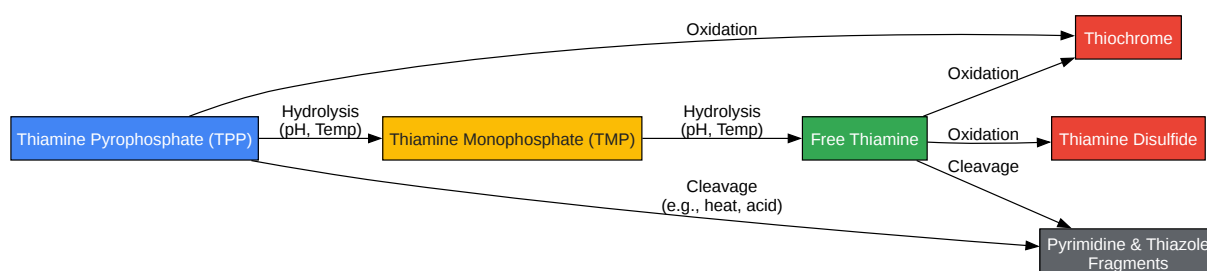 Oxidation
Thiochrome
Oxidation
Hydrolysis
(pH, Temp)
Hydrolysis
(pH, Temp)
Thiamine Pyrophosphate (TPP)
Thiamine Monophosphate (TMP)
Free Thiamine
Oxidation
Thiamine Disulfide
Cleavage
Cleavage
(e.g., heat, acid)
Pyrimidine & Thiazole
Fragments